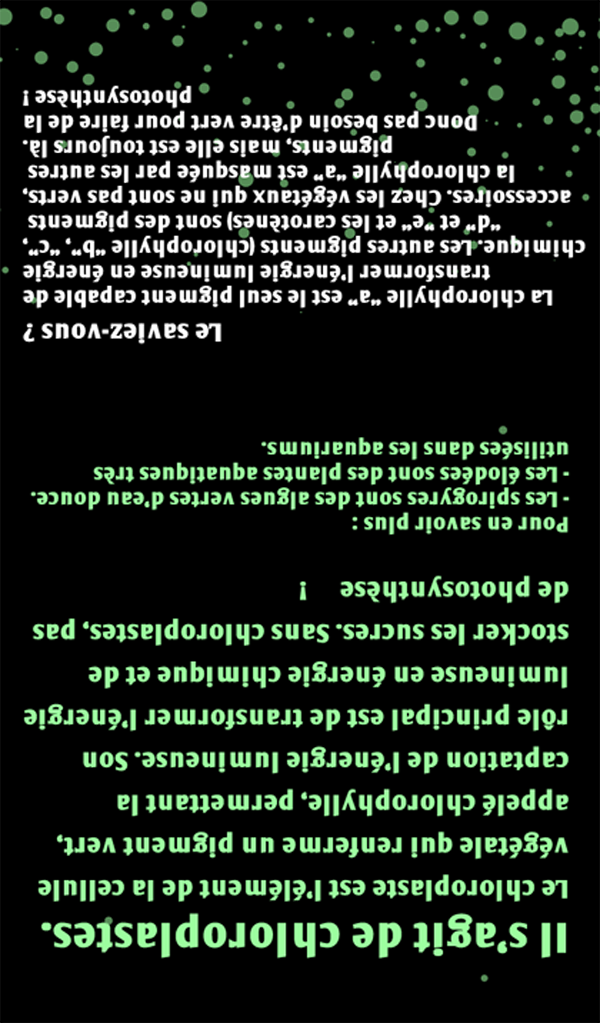 Il s'agit de chloroplastes.
Le chloroplaste est l'élément de la cellule
végétale qui renferme un pigment vert,
appelé chlorophylle, permettant la
captation de l'énergie lumineuse. Son
rôle principal est de transformer l'énergie
lumineuse en énergie chimique et de
stocker les sucres. Sans chloroplastes, pas
de photosynthèse !
Pour en savoir plus :
- Les spirogyres sont des algues vertes d'eau douce.
- Les élodées sont des plantes aquatiques très
utilisées dans les aquariums.
Le saviez-vous ?
La chlorophylle "a" est le seul pigment capable de
transformer l'énergie lumineuse en énergie
chimique. Les autres pigments (chlorophylle "b", "c",
"d" et "e" et les carotènes) sont des pigments
accessoires. Chez les végétaux qui ne sont pas verts,
la chlorophylle "a" est masquée par les autres
pigments, mais elle est toujours là.
Donc pas besoin d'être vert pour faire de la
photosynthèse !